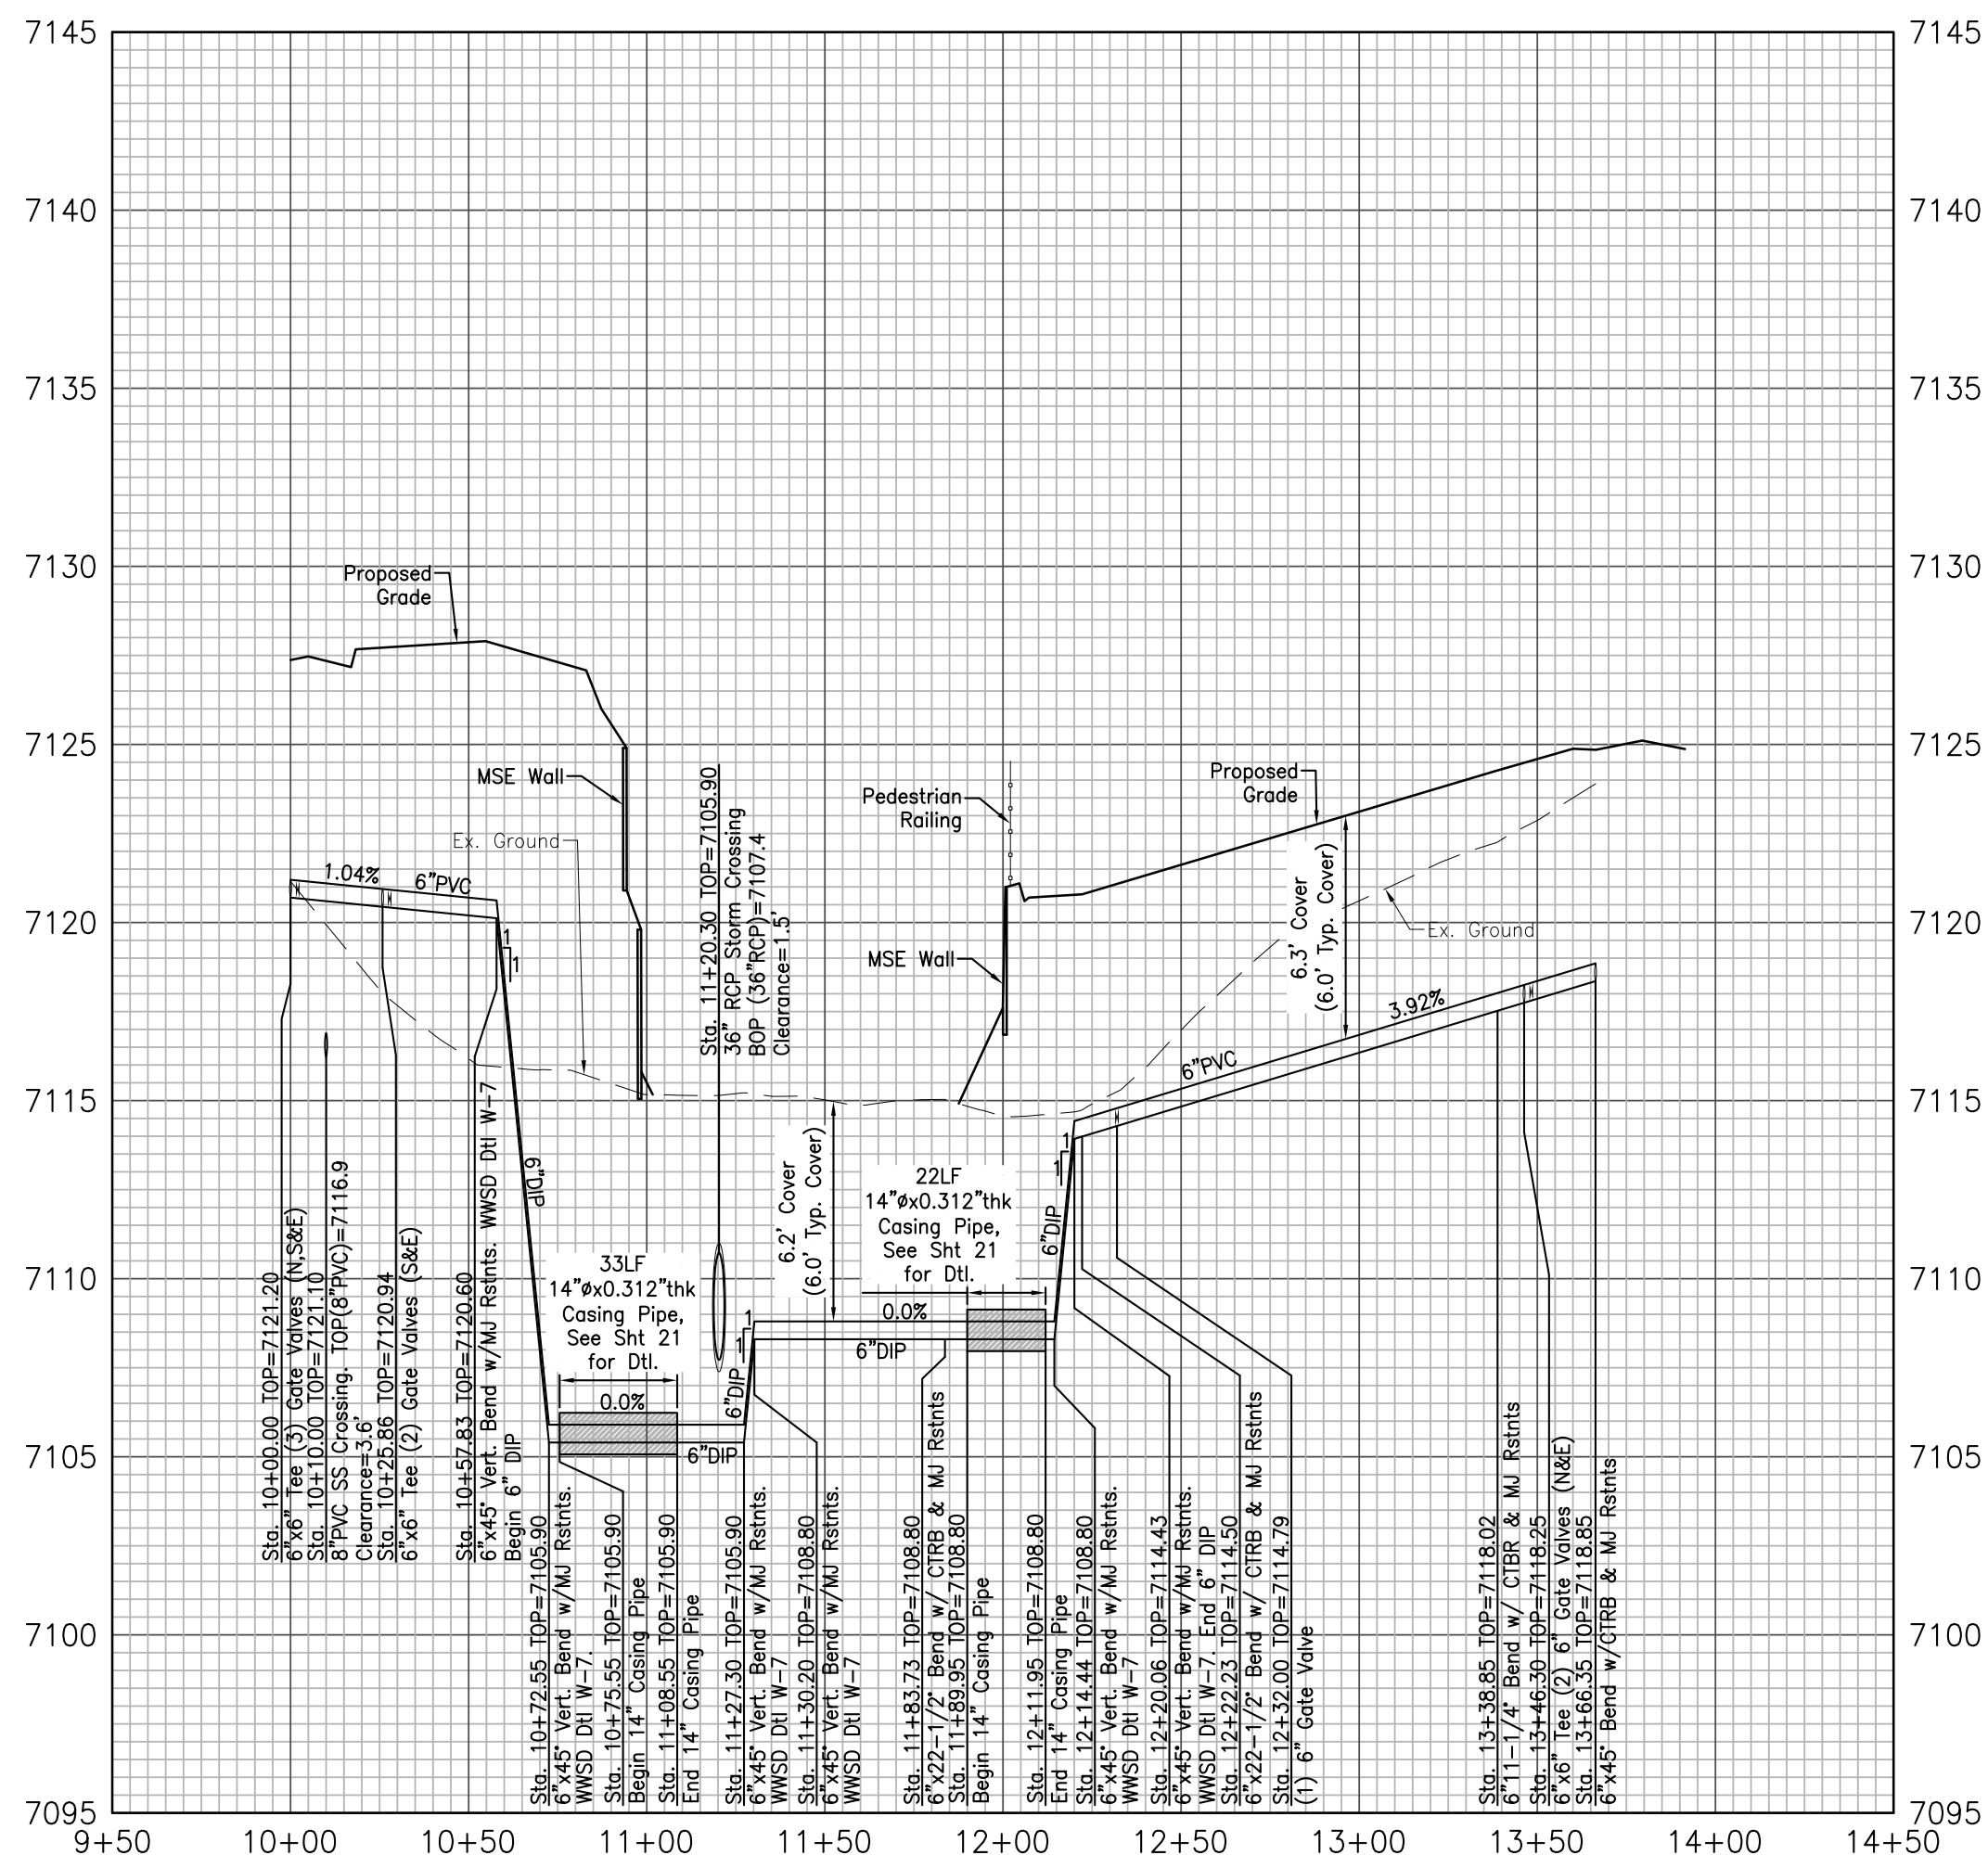 7145
7145
7140
7140
7135
7135
7130
7130
7125
7125
7120
7120
7115
7115
7110
7110
7105
7105
7100
7100
7095
7095
9+50
10+00
10+50
11+00
11+50
12+00
12+50
13+00
13+50
14+00
14+50
Proposed
Grade
MSE Wall
Ex. Ground
1.04%
6"PVC
1
1
6"DIP
33LF
14"øx0.312"thk
Casing Pipe,
See Sht 21
for Dtl.
0.0%
6"DIP
6"DIP
1
1
Sta. 11+20.30 TOP=7105.90
36" RCP Storm Crossing
BOP (36"RCP)=7107.4
Clearance=1.5'
6.2' Cover
(6.0' Typ. Cover)
Pedestrian
Railing
MSE Wall
22LF
14"øx0.312"thk
Casing Pipe,
See Sht 21
for Dtl.
0.0%
6"DIP
6"DIP
1
1
Proposed
Grade
6.3' Cover
(6.0' Typ. Cover)
Ex. Ground
3.92%
6"PVC
Sta. 10+00.00 TOP=7121.20
6"x6" Tee (3) Gate Valves (N,S&E)
Sta. 10+10.00 TOP=7121.10
8"PVC SS Crossing. TOP(8"PVC)=7116.9
Clearance=3.6'
Sta. 10+25.86 TOP=7120.94
6"x6" Tee (2) Gate Valves (S&E)
Sta. 10+57.83 TOP=7120.60
6"x45° Vert. Bend w/MJ Rstnts. WWSD Dtl W-7
Begin 6" DIP
Sta. 10+72.55 TOP=7105.90
6"x45° Vert. Bend w/MJ Rstnts.
WWSD Dtl W-7.
Sta. 10+75.55 TOP=7105.90
Begin 14" Casing Pipe
Sta. 11+08.55 TOP=7105.90
End 14" Casing Pipe
Sta. 11+27.30 TOP=7105.90
6"x45° Vert. Bend w/MJ Rstnts.
WWSD Dtl W-7
Sta. 11+30.20 TOP=7108.80
6"x45° Vert. Bend w/MJ Rstnts.
WWSD Dtl W-7
Sta. 11+83.73 TOP=7108.80
6"x22-1/2° Bend w/ CTRB & MJ Rstnts
Sta. 11+89.95 TOP=7108.80
Begin 14" Casing Pipe
Sta. 12+11.95 TOP=7108.80
End 14" Casing Pipe
Sta. 12+14.44 TOP=7108.80
6"x45° Vert. Bend w/MJ Rstnts.
WWSD Dtl W-7
Sta. 12+20.06 TOP=7114.43
6"x45° Vert. Bend w/MJ Rstnts.
WWSD Dtl W-7. End 6" DIP
Sta. 12+22.23 TOP=7114.50
6"x22-1/2° Bend w/ CTRB & MJ Rstnts
Sta. 12+32.00 TOP=7114.79
(1) 6" Gate Valve
Sta. 13+38.85 TOP=7118.02
6"11-1/4° Bend w/ CTBR & MJ Rstnts
Sta. 13+46.30 TOP=7118.25
6"x6" Tee (2) 6" Gate Valves (N&E)
Sta. 13+66.35 TOP=7118.85
6"x45° Bend w/CTRB & MJ Rstnts